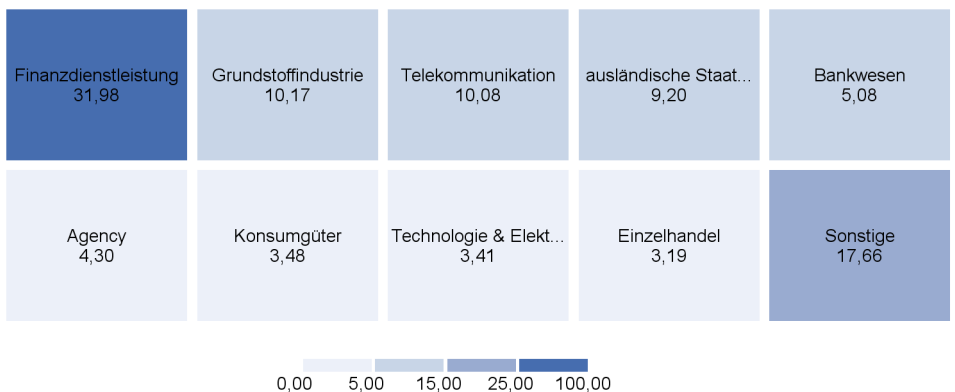 Finanzdienstleistung
31,98
Grundstoffindustrie
10,17
Telekommunikation
10,08
ausländische Staat...
9,20
Bankwesen
5,08
Agency
4,30
Konsumgüter
3,48
Technologie & Elekt...
3,41
Einzelhandel
3,19
Sonstige
17,66
0,00 5,00 15,00 25,00 100,00